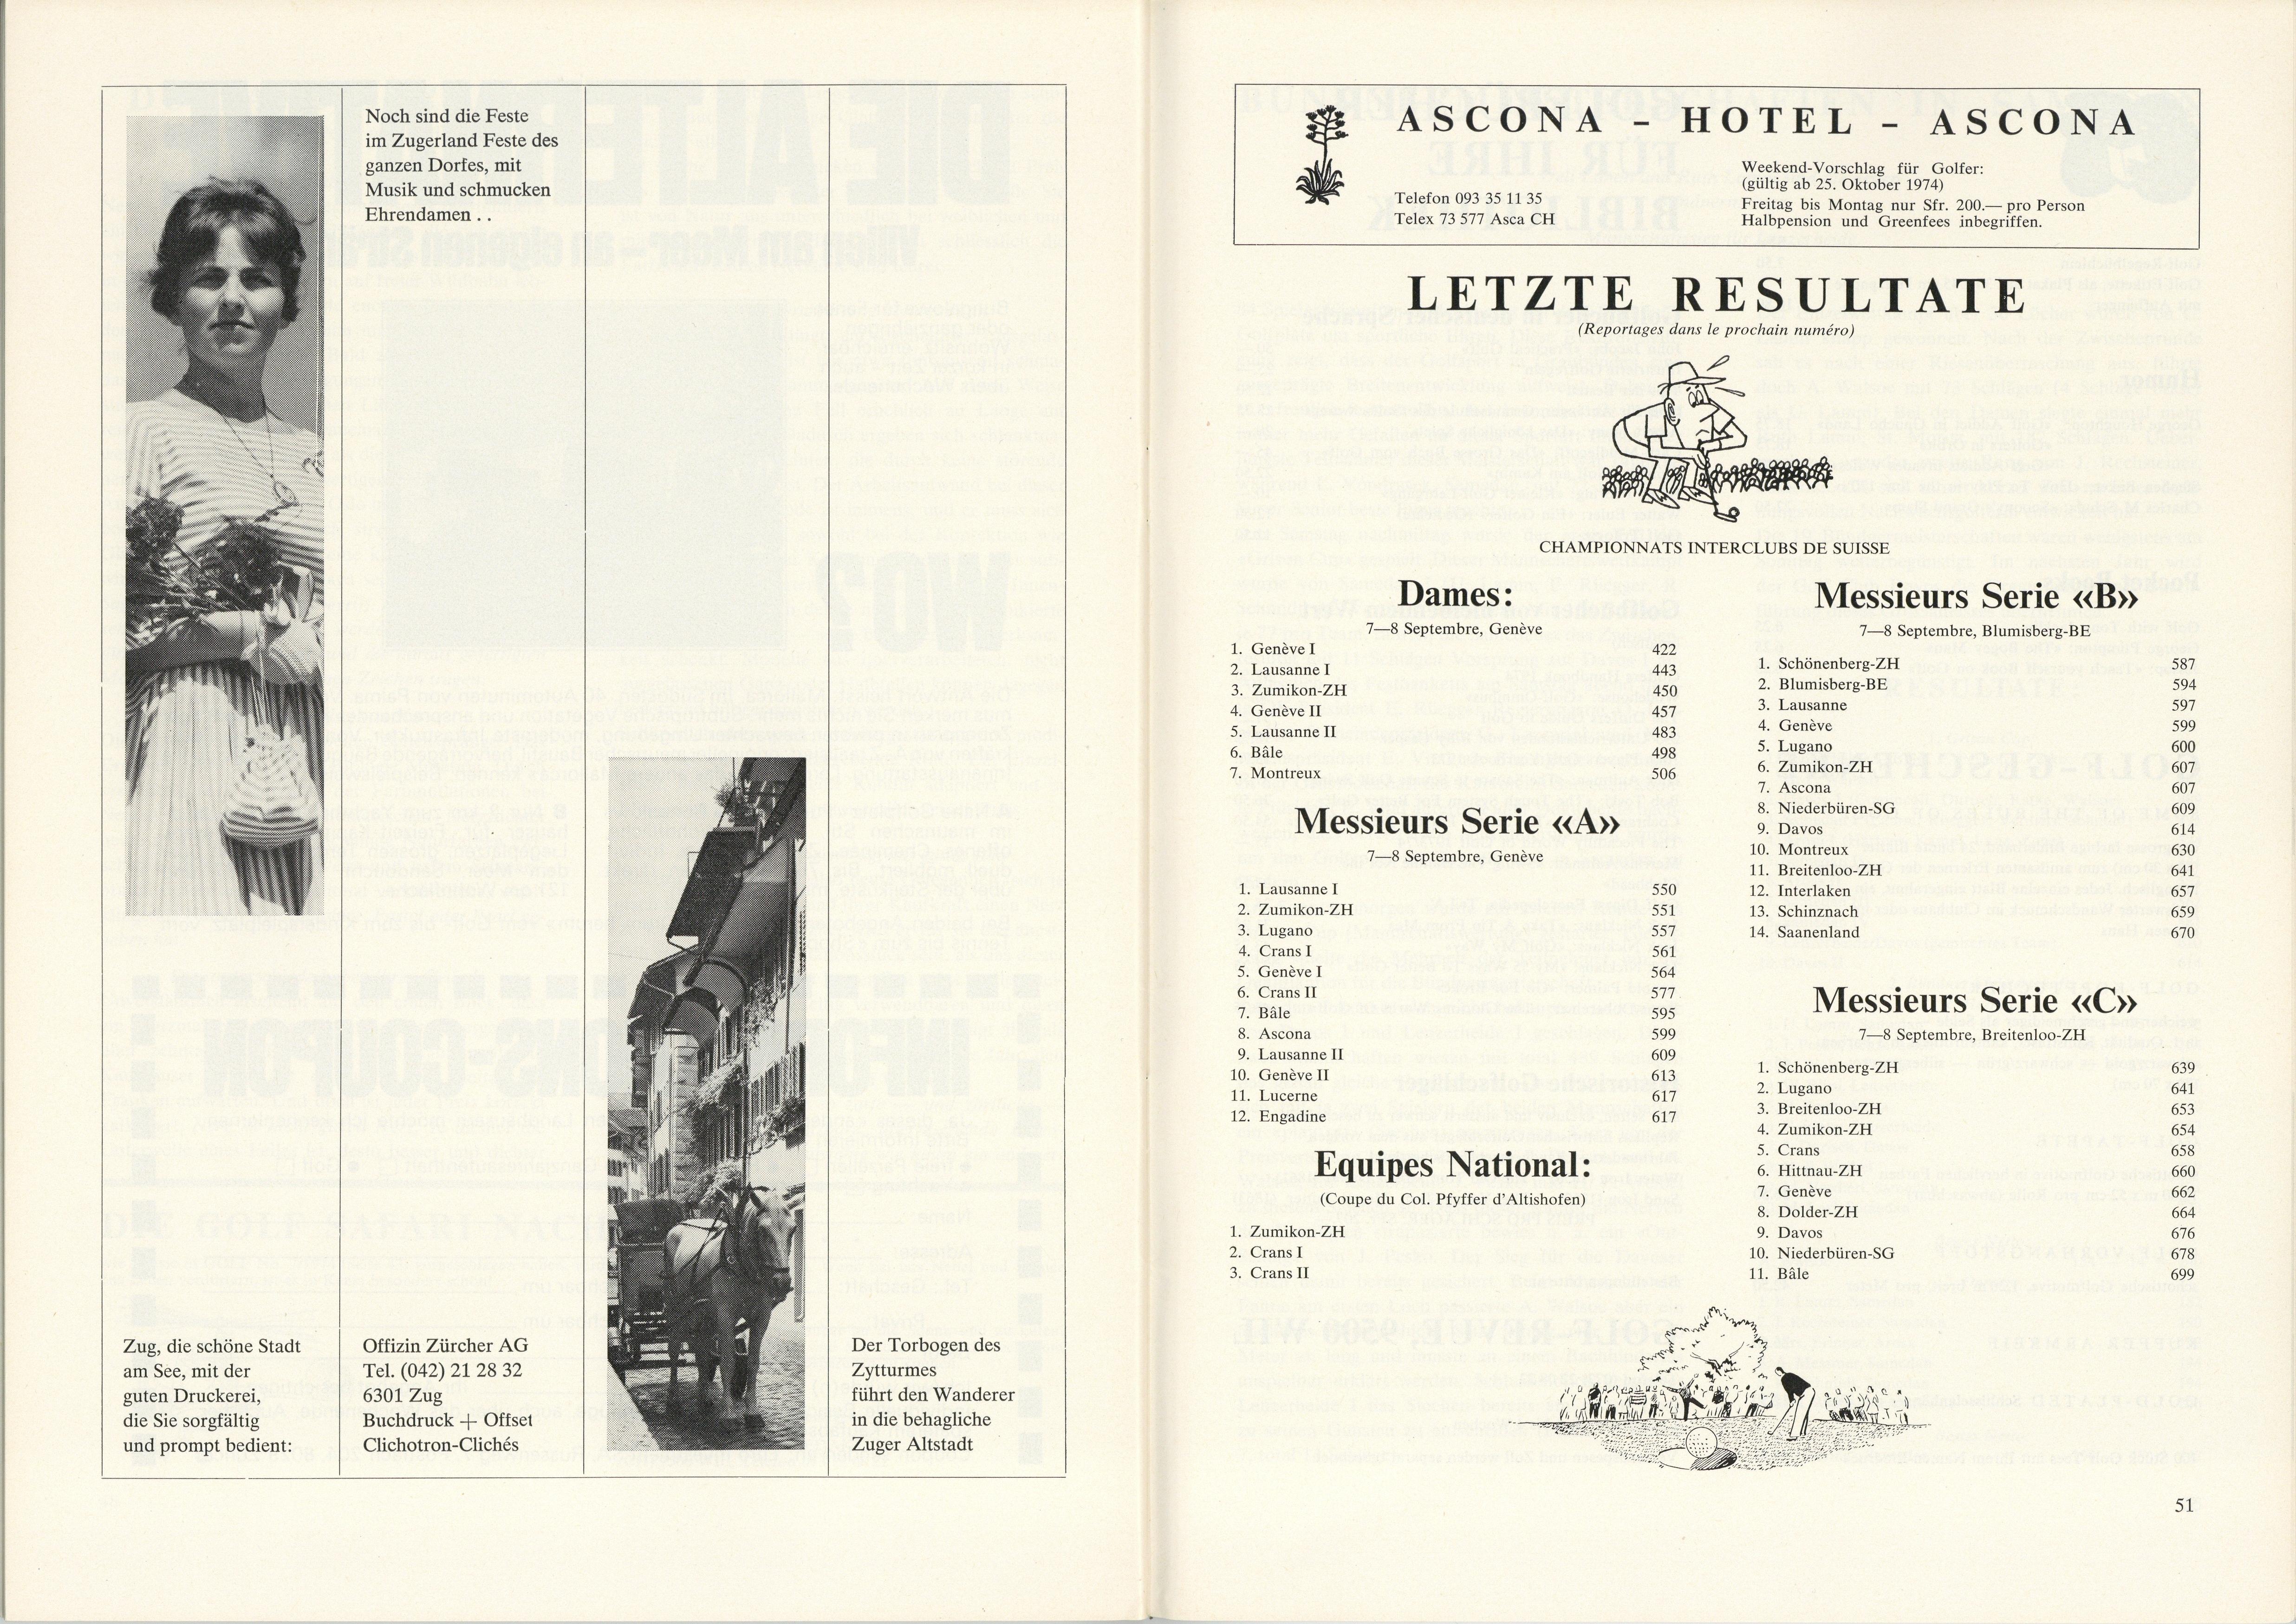 Noch sind die Feste
im Zugerland Feste des
ganzen Dorfes, mit
Musik und schmucken
Ehrendamen . .
Zug, die schöne Stadt
am See, mit der
guten Druckerei,
die Sie sorgfältig
und prompt bedient:
Offizin Zürcher AG
Tel. (042) 21 28 32
6301 Zug
Buchdruck + Offset
Clichotron-Clichés
Der Torbogen des
Zytturmes
führt den Wanderer
in die behagliche
Zuger Altstadt
ASCONA – HOTEL – ASCONA
Telefon 093 35 11 35
Telex 73 577 Asca CH
Weekend-Vorschlag für Golfer:
(gültig ab 25. Oktober 1974)
Freitag bis Montag nur Sfr. 200.— pro Person
Halbpension und Greenfees inbegriffen.
LETZTE RESULTATE
(Reportages dans le prochain numéro)
CHAMPIONNATS INTERCLUBS DE SUISSE
Dames:
7—8 Septembre, Genève
1. Genève I 422
2. Lausanne I 443
3. Zumikon-ZH 450
4. Genève II 457
5. Lausanne II 483
6. Bâle 498
7. Montreux 506
Messieurs Serie «A»
7—8 Septembre, Genève
1. Lausanne I 550
2. Zumikon-ZH 551
3. Lugano 557
4. Crans I 561
5. Genève I 564
6. Crans II 577
7. Bâle 595
8. Ascona 599
9. Lausanne II 609
10. Genève II 613
11. Lucerne 617
12. Engadine 617
Equipes National:
(Coupe du Col. Pfyffer d'Altishofen)
1. Zumikon-ZH
2. Crans I
3. Crans II
Messieurs Serie «B»
7—8 Septembre, Blumisberg-BE
1. Schönenberg-ZH 587
2. Blumisberg-BE 594
3. Lausanne 597
4. Genève 599
5. Lugano 600
6. Zumikon-ZH 607
7. Ascona 607
8. Niederbüren-SG 609
9. Davos 614
10. Montreux 630
11. Breitenloo-ZH 641
12. Interlaken 657
13. Schinznach 659
14. Saanenland 670
Messieurs Serie «C»
7—8 Septembre, Breitenloo-ZH
1. Schönenberg-ZH 639
2. Lugano 641
3. Breitenloo-ZH 653
4. Zumikon-ZH 654
5. Crans 658
6. Hittnau-ZH 660
7. Genève 662
8. Dolder-ZH 664
9. Davos 676
10. Niederbüren-SG 678
11. Bâle 699
51